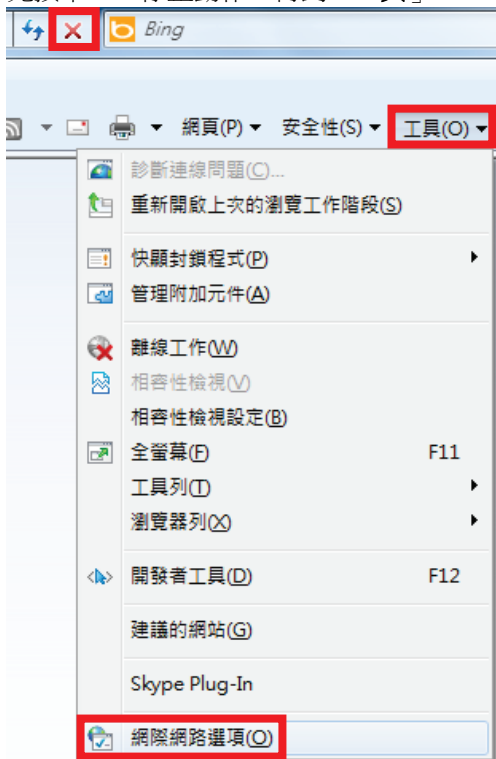 Bing
網頁(P) 安全性(S) 工具(O)
診斷連線問題(C)...
重新開啟上次的瀏覽工作階段(S)
快顯封鎖程式(P)
管理附加元件(A)
離線工作(W)
相容性檢視(V)
相容性檢視設定(B)
全螢幕(F) F11
工具列(T)
瀏覽器列(X)
開發者工具(D) F12
建議的網站(G)
Skype Plug-In
網際網路選項(O)